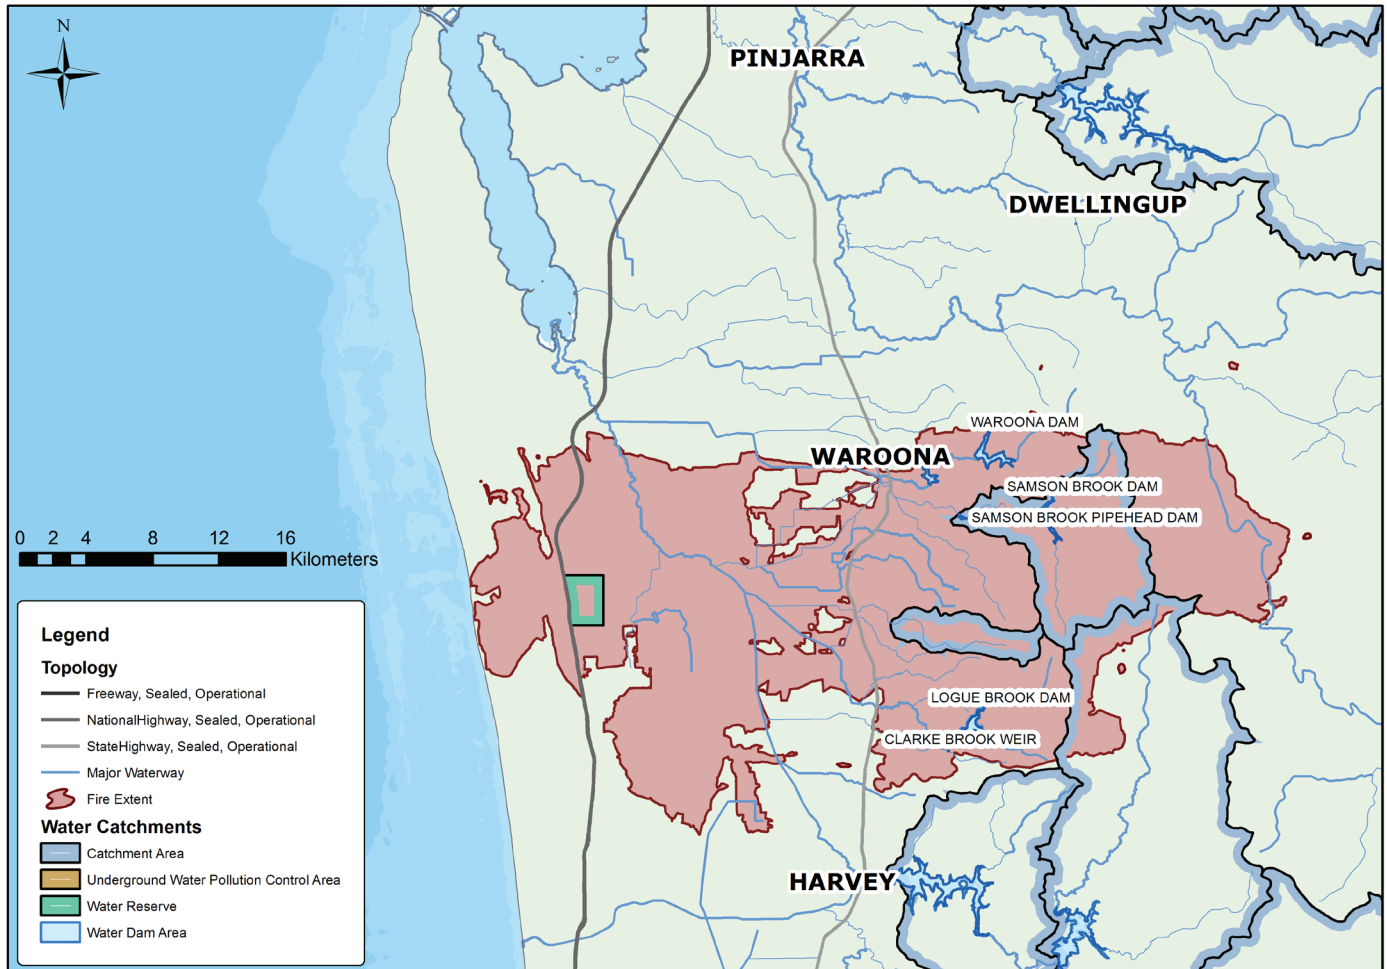 N
PINJARRA
DWELLINGUP
WAROONA DAM
WAROONA
SAMSON BROOK DAM
SAMSON BROOK PIPEHEAD DAM
0 2 4 8 12 16
Kilometers
LOGUE BROOK DAM
CLARKE BROOK WEIR
HARVEY
Legend
Topology
Freeway, Sealed, Operational
NationalHighway, Sealed, Operational
StateHighway, Sealed, Operational
Major Waterway
Fire Extent
Water Catchments
Catchment Area
Underground Water Pollution Control Area
Water Reserve
Water Dam Area